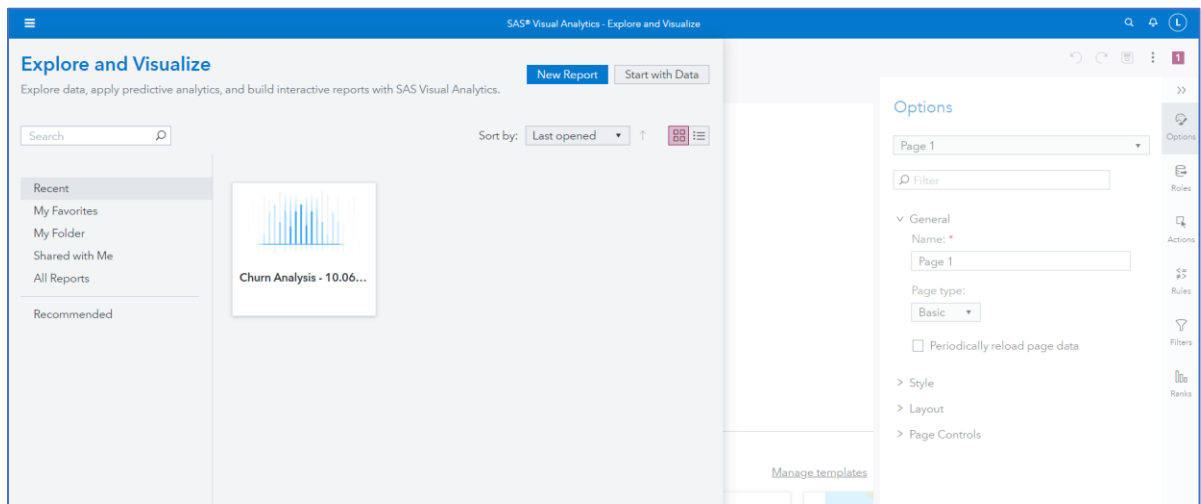 SAS® Visual Analytics - Explore and Visualize
L
Explore and Visualize
New Report
Start with Data
Explore data, apply predictive analytics, and build interactive reports with SAS Visual Analytics.
Search
Sort by:
Last opened
Recent
My Favorites
My Folder
Shared with Me
All Reports
Recommended
Churn Analysis - 10.06...
Manage templates
1
Options
Page 1
Filter
General
Name: *
Page 1
Page type:
Basic
Periodically reload page data
Style
Layout
Page Controls
Options
Roles
Actions
Rules
Filters
Ranks